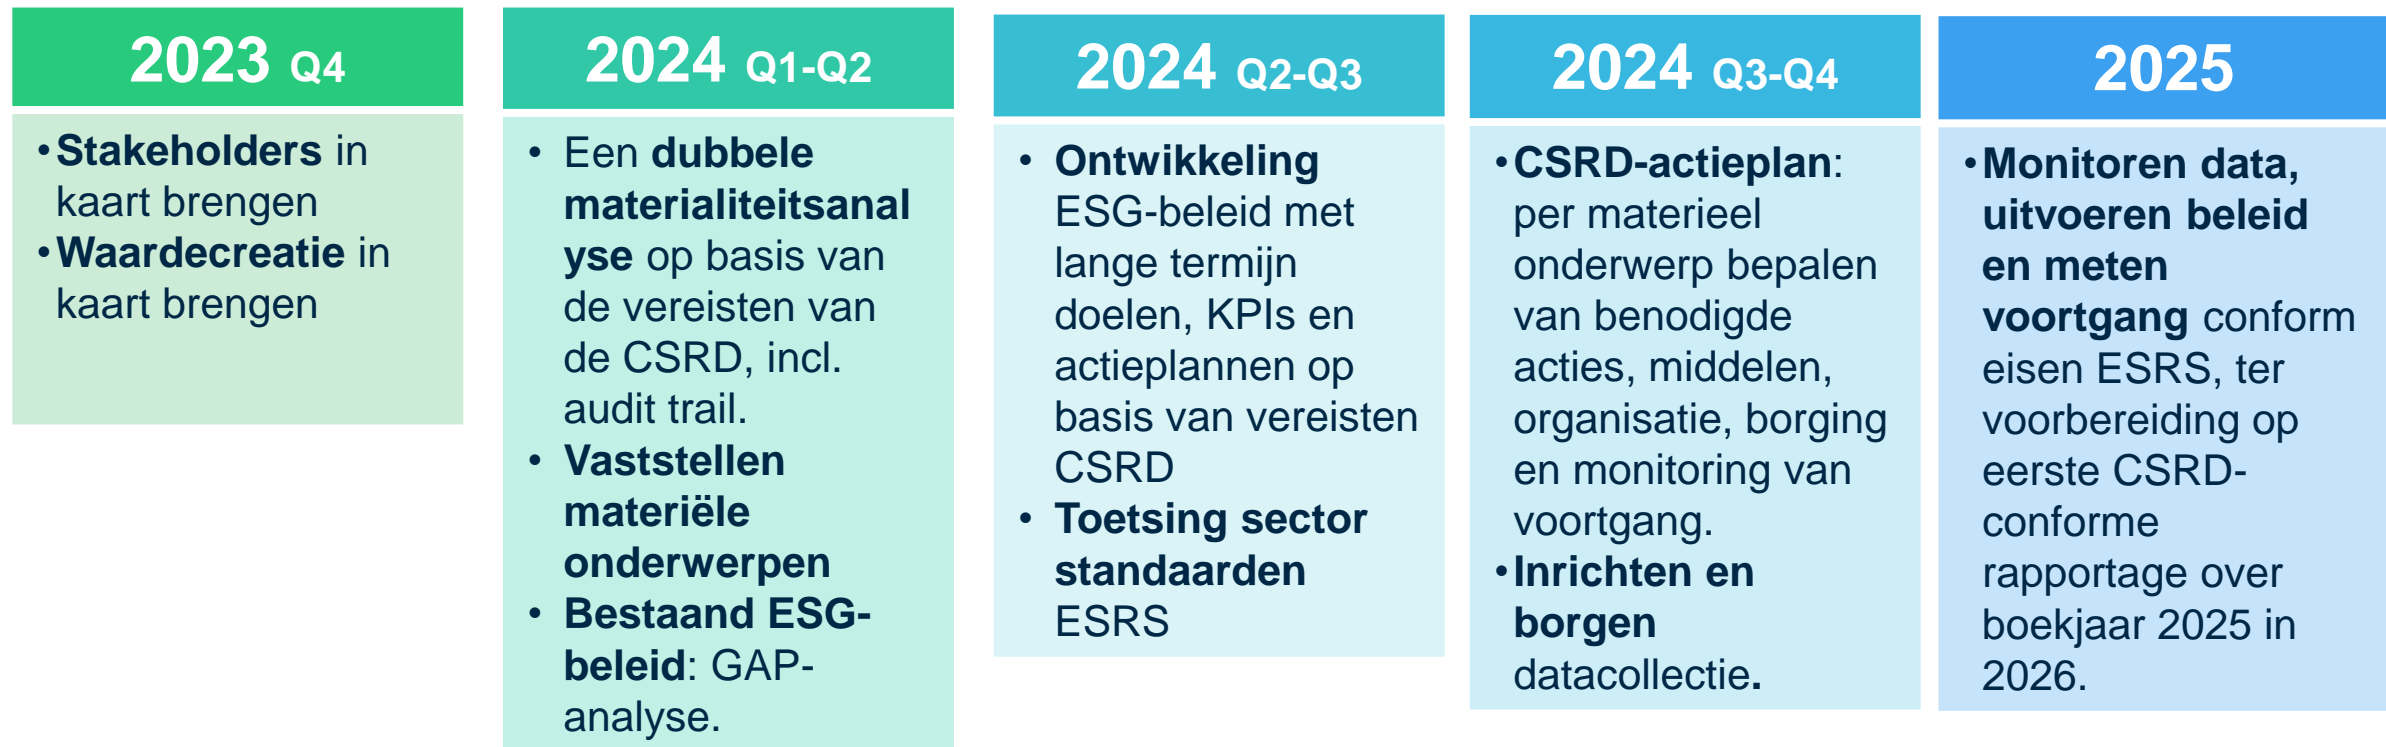 2023 Q4
•Stakeholders in
kaart brengen
•Waardecreatie in
kaart brengen
2024 Q1-Q2
• Een dubbele
materialiteitsanal
yse op basis van
de vereisten van
de CSRD, incl.
audit trail.
• Vaststellen
materiële
onderwerpen
• Bestaand ESG-
beleid: GAP-
analyse.
2024 Q2-Q3
• Ontwikkeling
ESG-beleid met
lange termijn
doelen, KPIs en
actieplannen op
basis van vereisten
CSRD
• Toetsing sector
standaarden
ESRS
2024 Q3-Q4
•CSRD-actieplan:
per materieel
onderwerp bepalen
van benodigde
acties, middelen,
organisatie, borging
en monitoring van
voortgang.
•Inrichten en
borgen
datacollectie.
2025
•Monitoren data,
uitvoeren beleid
en meten
voortgang conform
eisen ESRS, ter
voorbereiding op
eerste CSRD-
conforme
rapportage over
boekjaar 2025 in
2026.